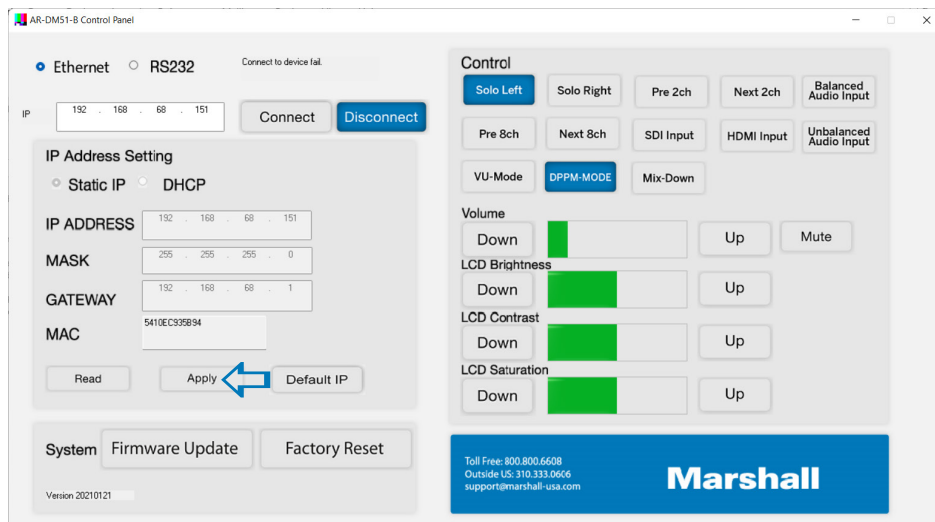 AR-DM51-B Control Panel
Ethernet RS232 Connect to device fail.
IP 192 . 168 . 68 . 151 Connect Disconnect
IP Address Setting
Static IP DHCP
IP ADDRESS 192 . 168 . 68 . 151
MASK 255 . 255 . 255 . 0
GATEWAY 192 . 168 . 68 . 1
MAC 5410EC935B94
Read Apply Default IP
System Firmware Update Factory Reset
Version 20210121
Control
Solo Left Solo Right Pre 2ch Next 2ch Balanced
Audio Input
Pre 8ch Next 8ch SDI Input HDMI Input Unbalanced
Audio Input
VU-Mode DPPM-MODE Mix-Down
Volume
Down Up Mute
LCD Brightness
Down Up
LCD Contrast
Down Up
LCD Saturation
Down Up
Toll Free: 800.800.6608
Outside US: 310.333.0606
support@marshall-usa.com
Marshall